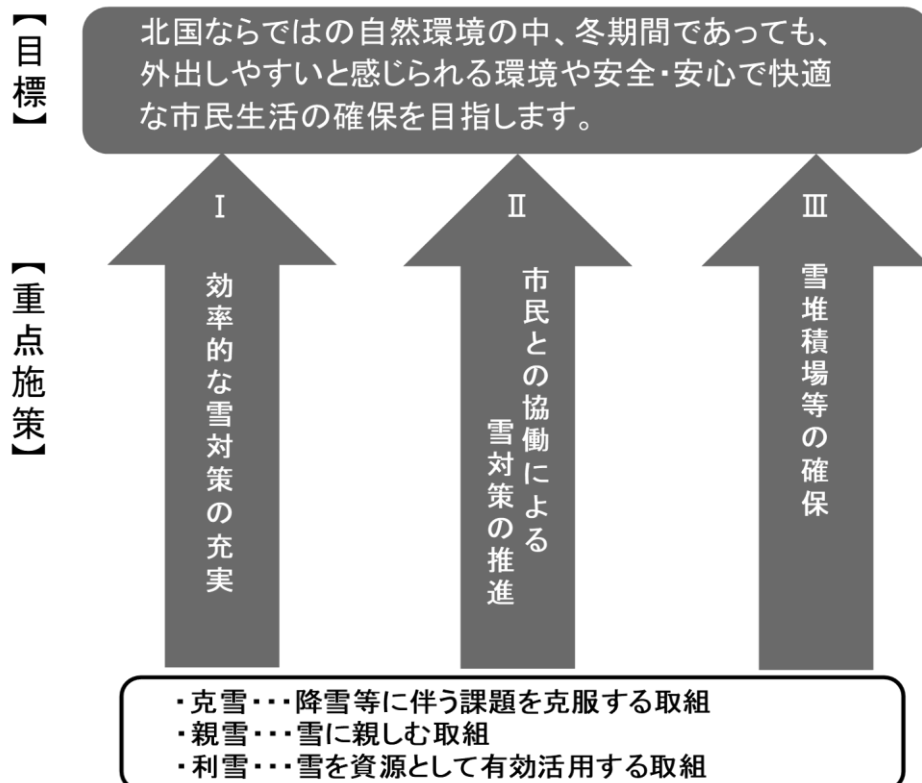 【目標】
北国ならではの自然環境の中、冬期間であっても、
外出しやすいと感じられる環境や安全・安心で快適
な市民生活の確保を目指します。
【重点施策】
Ⅰ
効率的な雪対策の充実
Ⅱ
市民との協働による
雪対策の推進
Ⅲ
雪堆積場等の確保
・克雪・・・降雪等に伴う課題を克服する取組
・親雪・・・雪に親しむ取組
・利雪・・・雪を資源として有効活用する取組